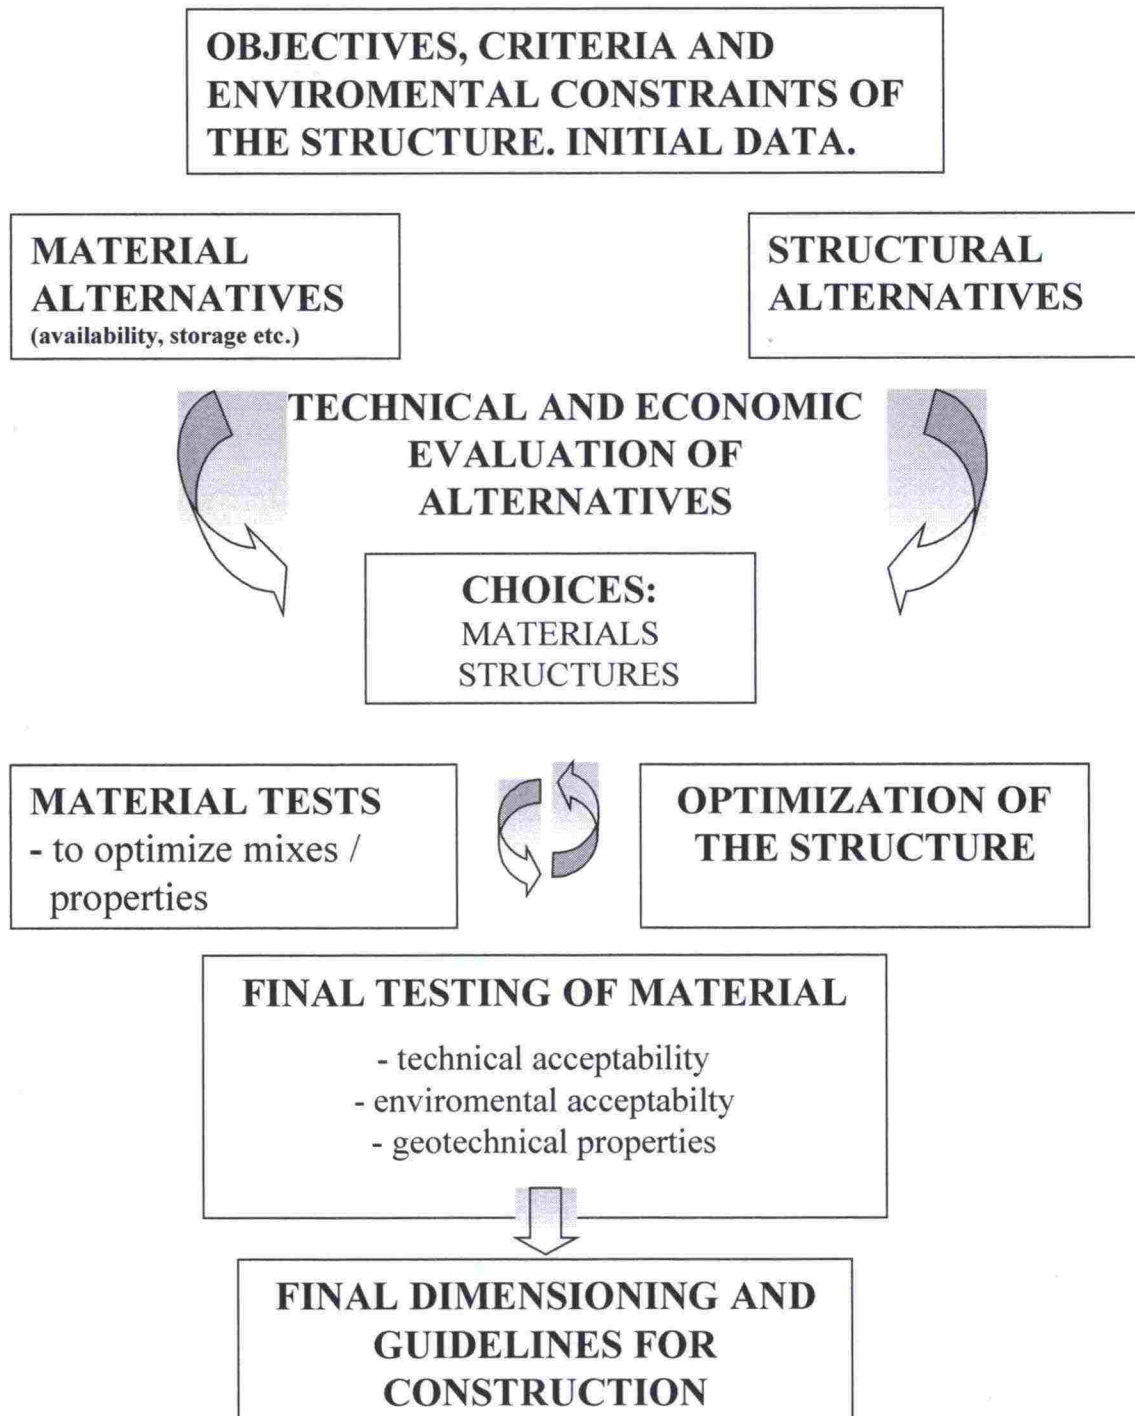 OBJECTIVES, CRITERIA AND
ENVIROMENTAL CONSTRAINTS OF
THE STRUCTURE. INITIAL DATA.
MATERIAL
ALTERNATIVES
(availability, storage etc.)
STRUCTURAL
ALTERNATIVES
TECHNICAL AND ECONOMIC
EVALUATION OF
ALTERNATIVES
CHOICES:
MATERIALS
STRUCTURES
MATERIAL TESTS
- to optimize mixes /
properties
OPTIMIZATION OF
THE STRUCTURE
FINAL TESTING OF MATERIAL
- technical acceptability
- enviromental acceptabilty
- geotechnical properties
FINAL DIMENSIONING AND
GUIDELINES FOR
CONSTRUCTION